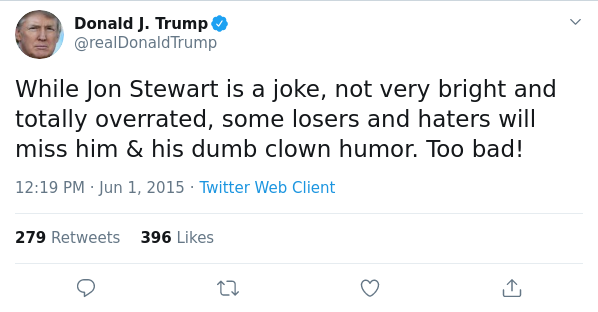 Donald J. Trump
@realDonaldTrump
While Jon Stewart is a joke, not very bright and
totally overrated, some losers and haters will
miss him & his dumb clown humor. Too bad!
12:19 PM · Jun 1, 2015 · Twitter Web Client
279 Retweets 396 Likes